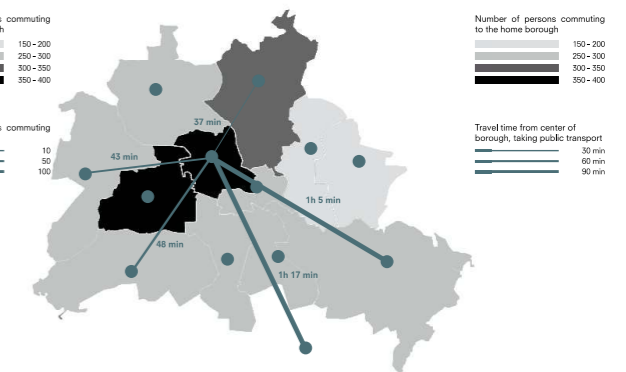 s commuting
h
150 – 200
250 – 300
300 – 350
350 – 400
s commuting
10
50
100
37 min
43 min
48 min
1h 5 min
1h 17 min
Number of persons commuting
to the home borough
150 – 200
250 – 300
300 – 350
350 – 400
Travel time from center of
borough, taking public transport
30 min
60 min
90 min